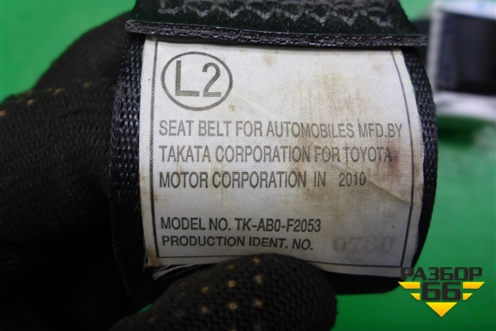 L2
SEAT BELT FOR AUTOMOBILES MFD.BY
TAKATA CORPORATION FOR TOYOTA
MOTOR CORPORATION IN 2010
MODEL NO. TK-AB0-F2053
PRODUCTION IDENT. NO.
РАЗБОР
66